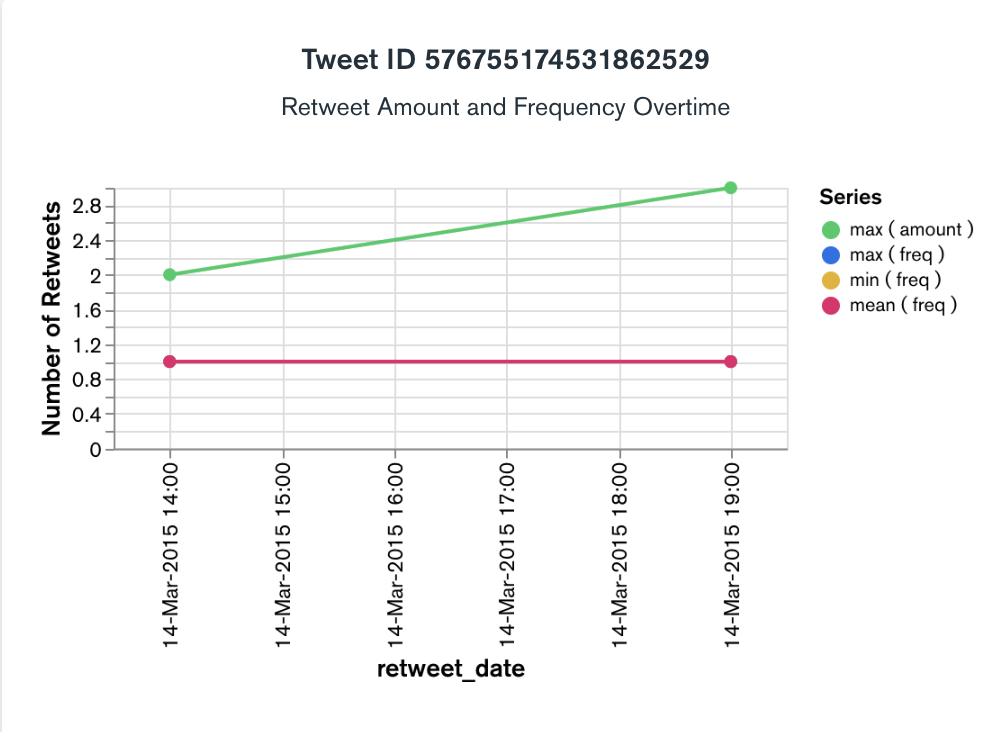 Tweet ID 576755174531862529
Retweet Amount and Frequency Overtime
Number of Retweets
2.8
2.4
2
1.6
1.2
0.8
0.4
0
14-Mar-2015 14:00
14-Mar-2015 15:00
14-Mar-2015 16:00
14-Mar-2015 17:00
14-Mar-2015 18:00
14-Mar-2015 19:00
retweet_date
Series
max ( amount )
max ( freq )
min ( freq )
mean ( freq )